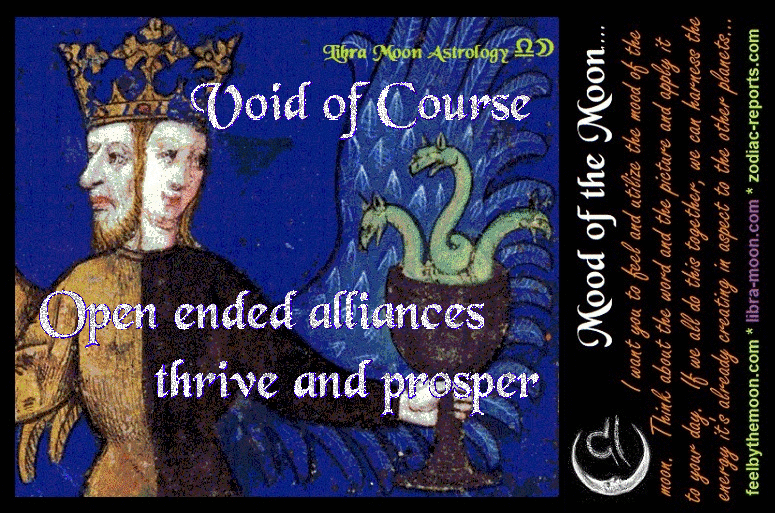 Libra Moon Astrology ♎☽
Void of Course
Open ended alliances
thrive and prosper
Mood of the Moon....
I want you to feel and utilize the mood of the
moon. Think about the word and the picture and apply it
to your day. If we all do this together, we can harness the
energy it's already creating in aspect to the other planets...
feelbythemoon.com * libra-moon.com * zodiac-reports.com